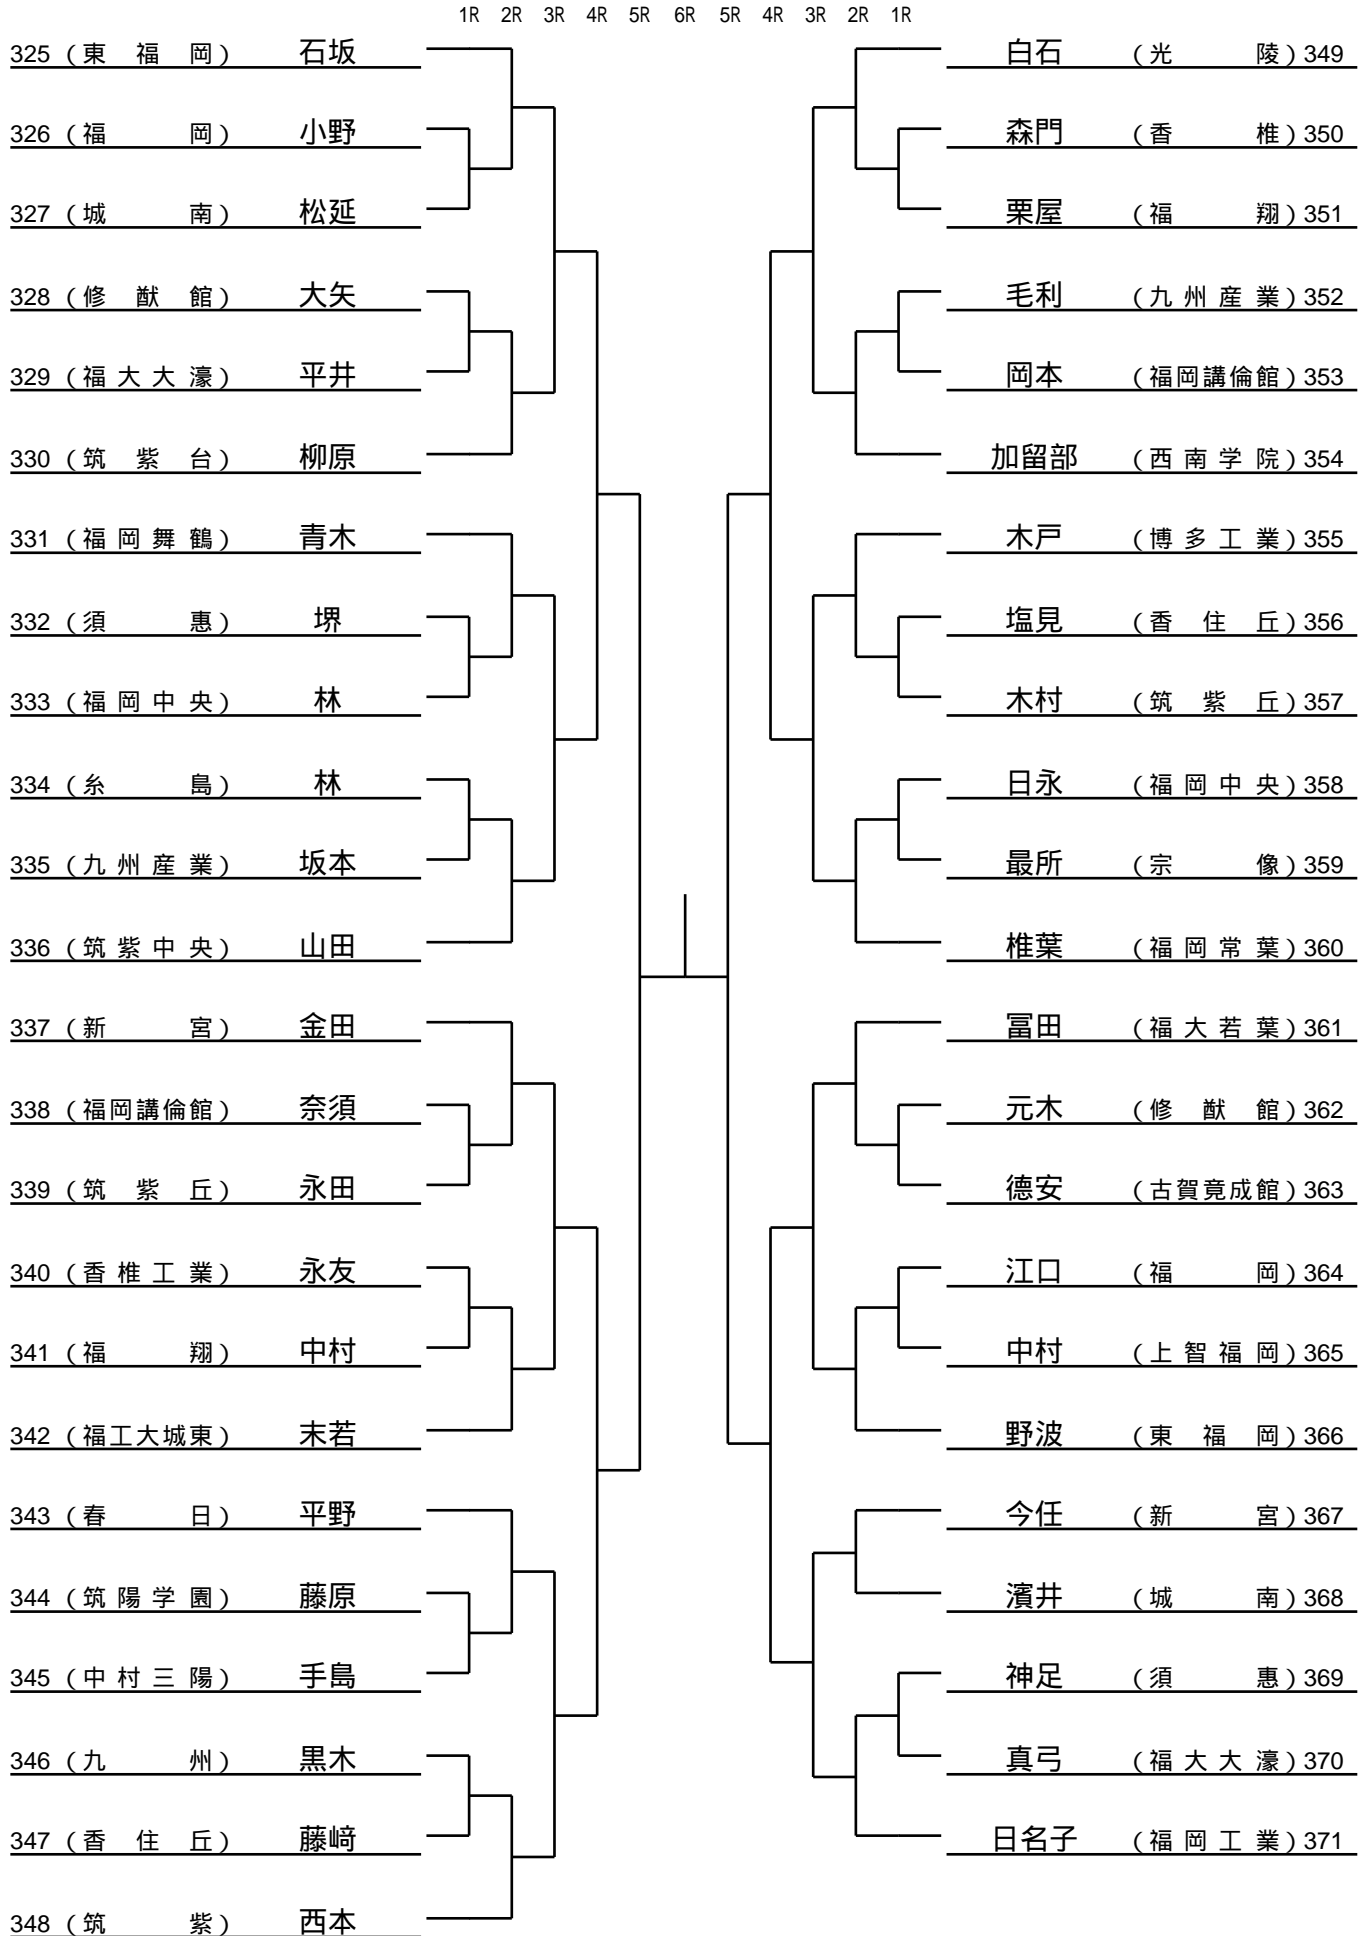 1R 2R 3R 4R 5R 6R 5R 4R 3R 2R 1R
325 (東福岡) 石坂
326 (福岡) 小野
327 (城南) 松延
328 (修猷館) 大矢
329 (福大大濠) 平井
330 (筑紫台) 柳原
331 (福岡舞鶴) 青木
332 (須惠) 堺
333 (福岡中央) 林
334 (糸島) 林
335 (九州産業) 坂本
336 (筑紫中央) 山田
337 (新宮) 金田
338 (福岡講倫館) 奈須
339 (筑紫丘) 永田
340 (香椎工業) 永友
341 (福翔) 中村
342 (福工大城東) 末若
343 (春日) 平野
344 (筑陽学園) 藤原
345 (中村三陽) 手島
346 (九州) 黒木
347 (香住丘) 藤﨑
348 (筑紫) 西本
白石 (光陵) 349
森門 (香椎) 350
栗屋 (福翔) 351
毛利 (九州産業) 352
岡本 (福岡講倫館) 353
加留部 (西南学院) 354
木戸 (博多工業) 355
塩見 (香住丘) 356
木村 (筑紫丘) 357
日永 (福岡中央) 358
最所 (宗像) 359
椎葉 (福岡常葉) 360
冨田 (福大若葉) 361
元木 (修猷館) 362
德安 (古賀竟成館) 363
江口 (福岡) 364
中村 (上智福岡) 365
野波 (東福岡) 366
今任 (新宮) 367
濱井 (城南) 368
神足 (須惠) 369
真弓 (福大大濠) 370
日名子 (福岡工業) 371